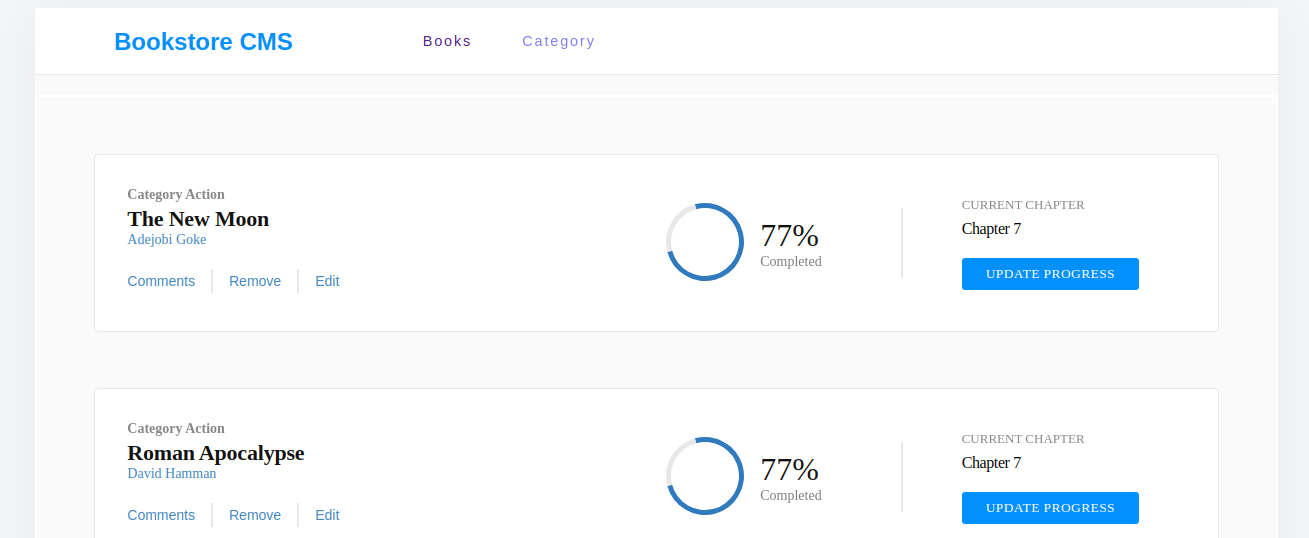 Bookstore CMS
Books
Category
Category Action
The New Moon
Adejobi Goke
Comments
Remove
Edit
77%
Completed
CURRENT CHAPTER
Chapter 7
UPDATE PROGRESS
Category Action
Roman Apocalypse
David Hamman
Comments
Remove
Edit
77%
Completed
CURRENT CHAPTER
Chapter 7
UPDATE PROGRESS